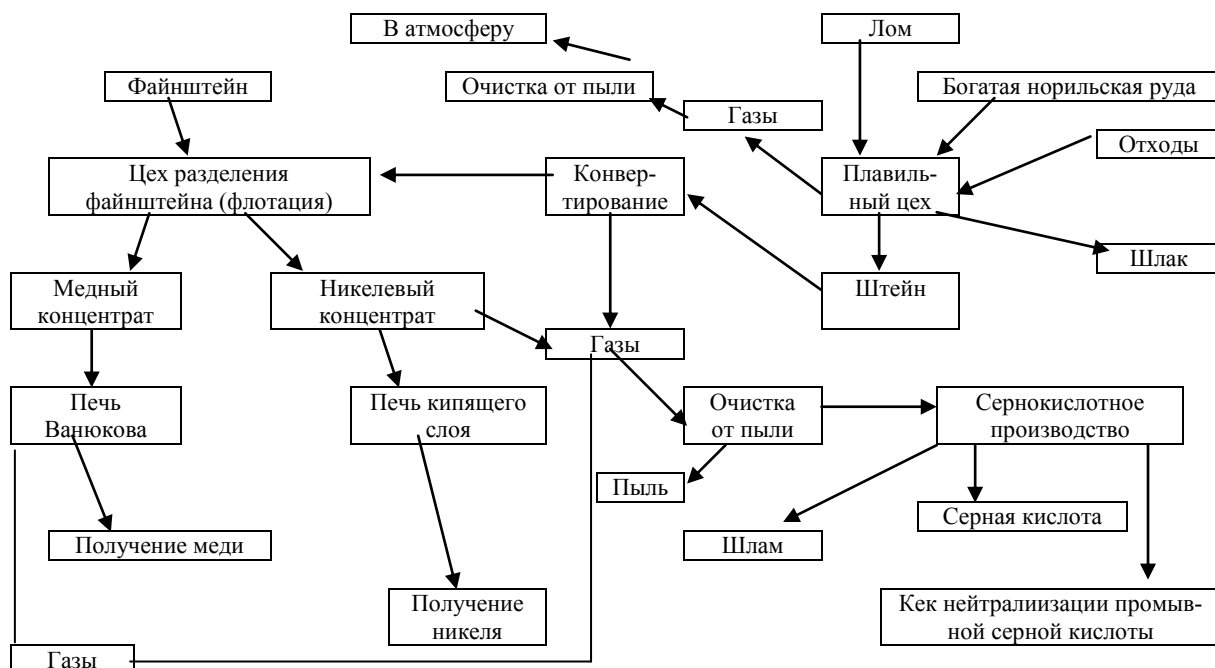 В атмосферу
Лом
Файнштейн
Очистка от пыли
Богатая норильская руда
Газы
Отходы
Цех разделения
файнштейна (флотация)
Конвер-
тирование
Плавиль-
ный цех
Шлак
Медный
концентрат
Никелевый
концентрат
Штейн
Газы
Печь
Ванюкова
Печь кипящего
слоя
Очистка
от пыли
Сернокислотное
производство
Пыль
Серная кислота
Получение меди
Шлам
Получение
никеля
Кек нейтралиизации промыв-
ной серной кислоты
Газы